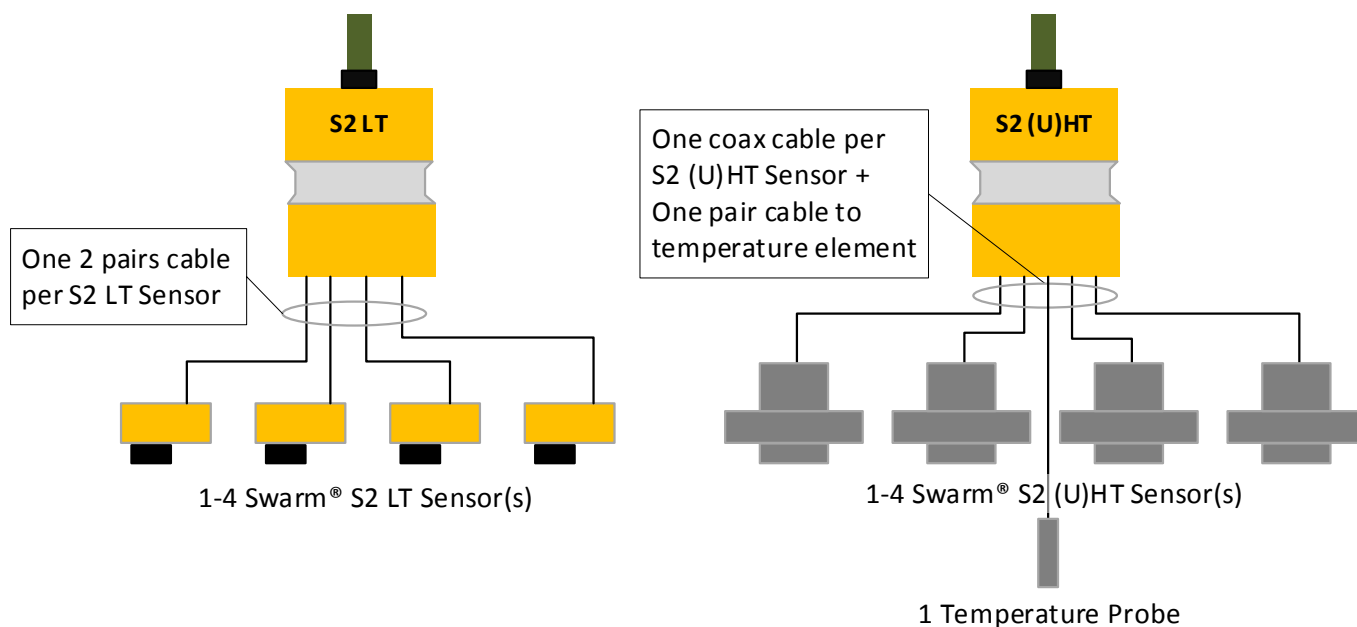 S2 LT
One 2 pairs cable
per S2 LT Sensor
1-4 Swarm® S2 LT Sensor(s)
S2 (U)HT
One coax cable per
S2 (U)HT Sensor +
One pair cable to
temperature element
1-4 Swarm® S2 (U)HT Sensor(s)
1 Temperature Probe